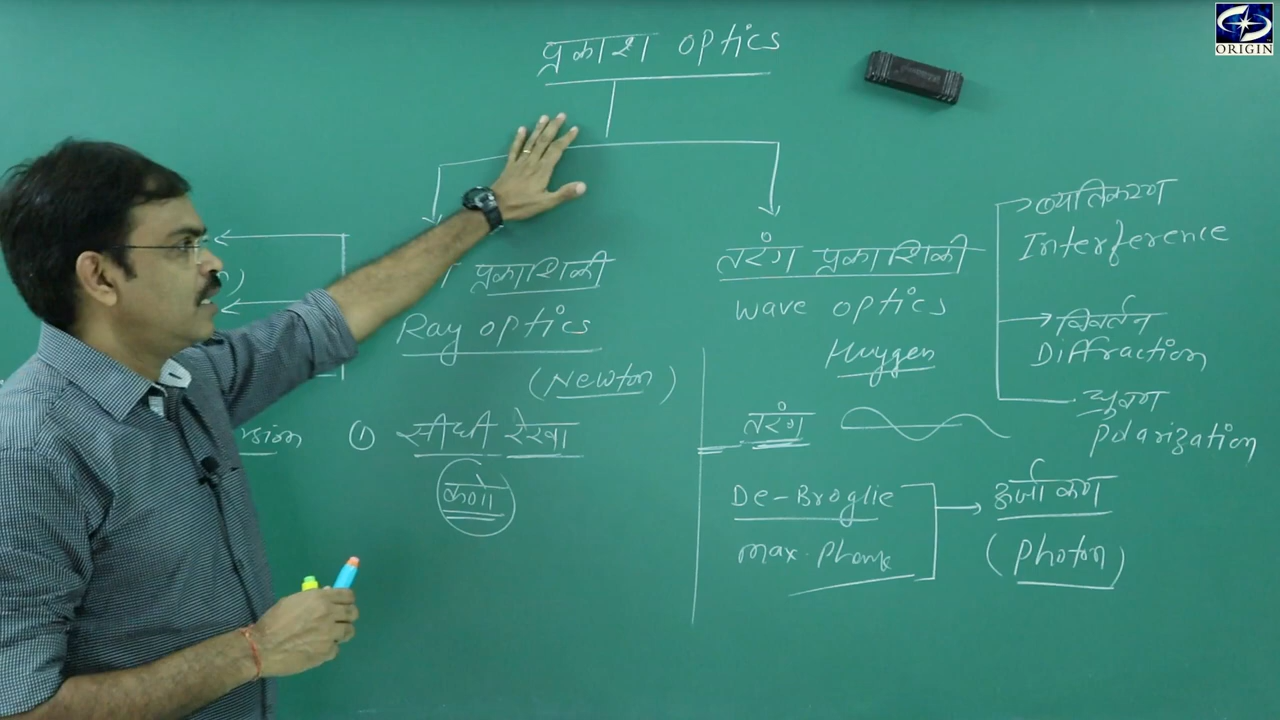 प्रकाश optics
प्रकाशिकी
Ray optics
(Newton)
① सीधी रेखा
कणों
तरंग प्रकाशिकी
wave optics
Huygen
तरंग
De-Broglie
max. Phank
ऊर्जा कण
(photon)
व्यतिकरण
Interference
विवर्तन
Diffraction
ध्रुवण
polarization
ORIGIN